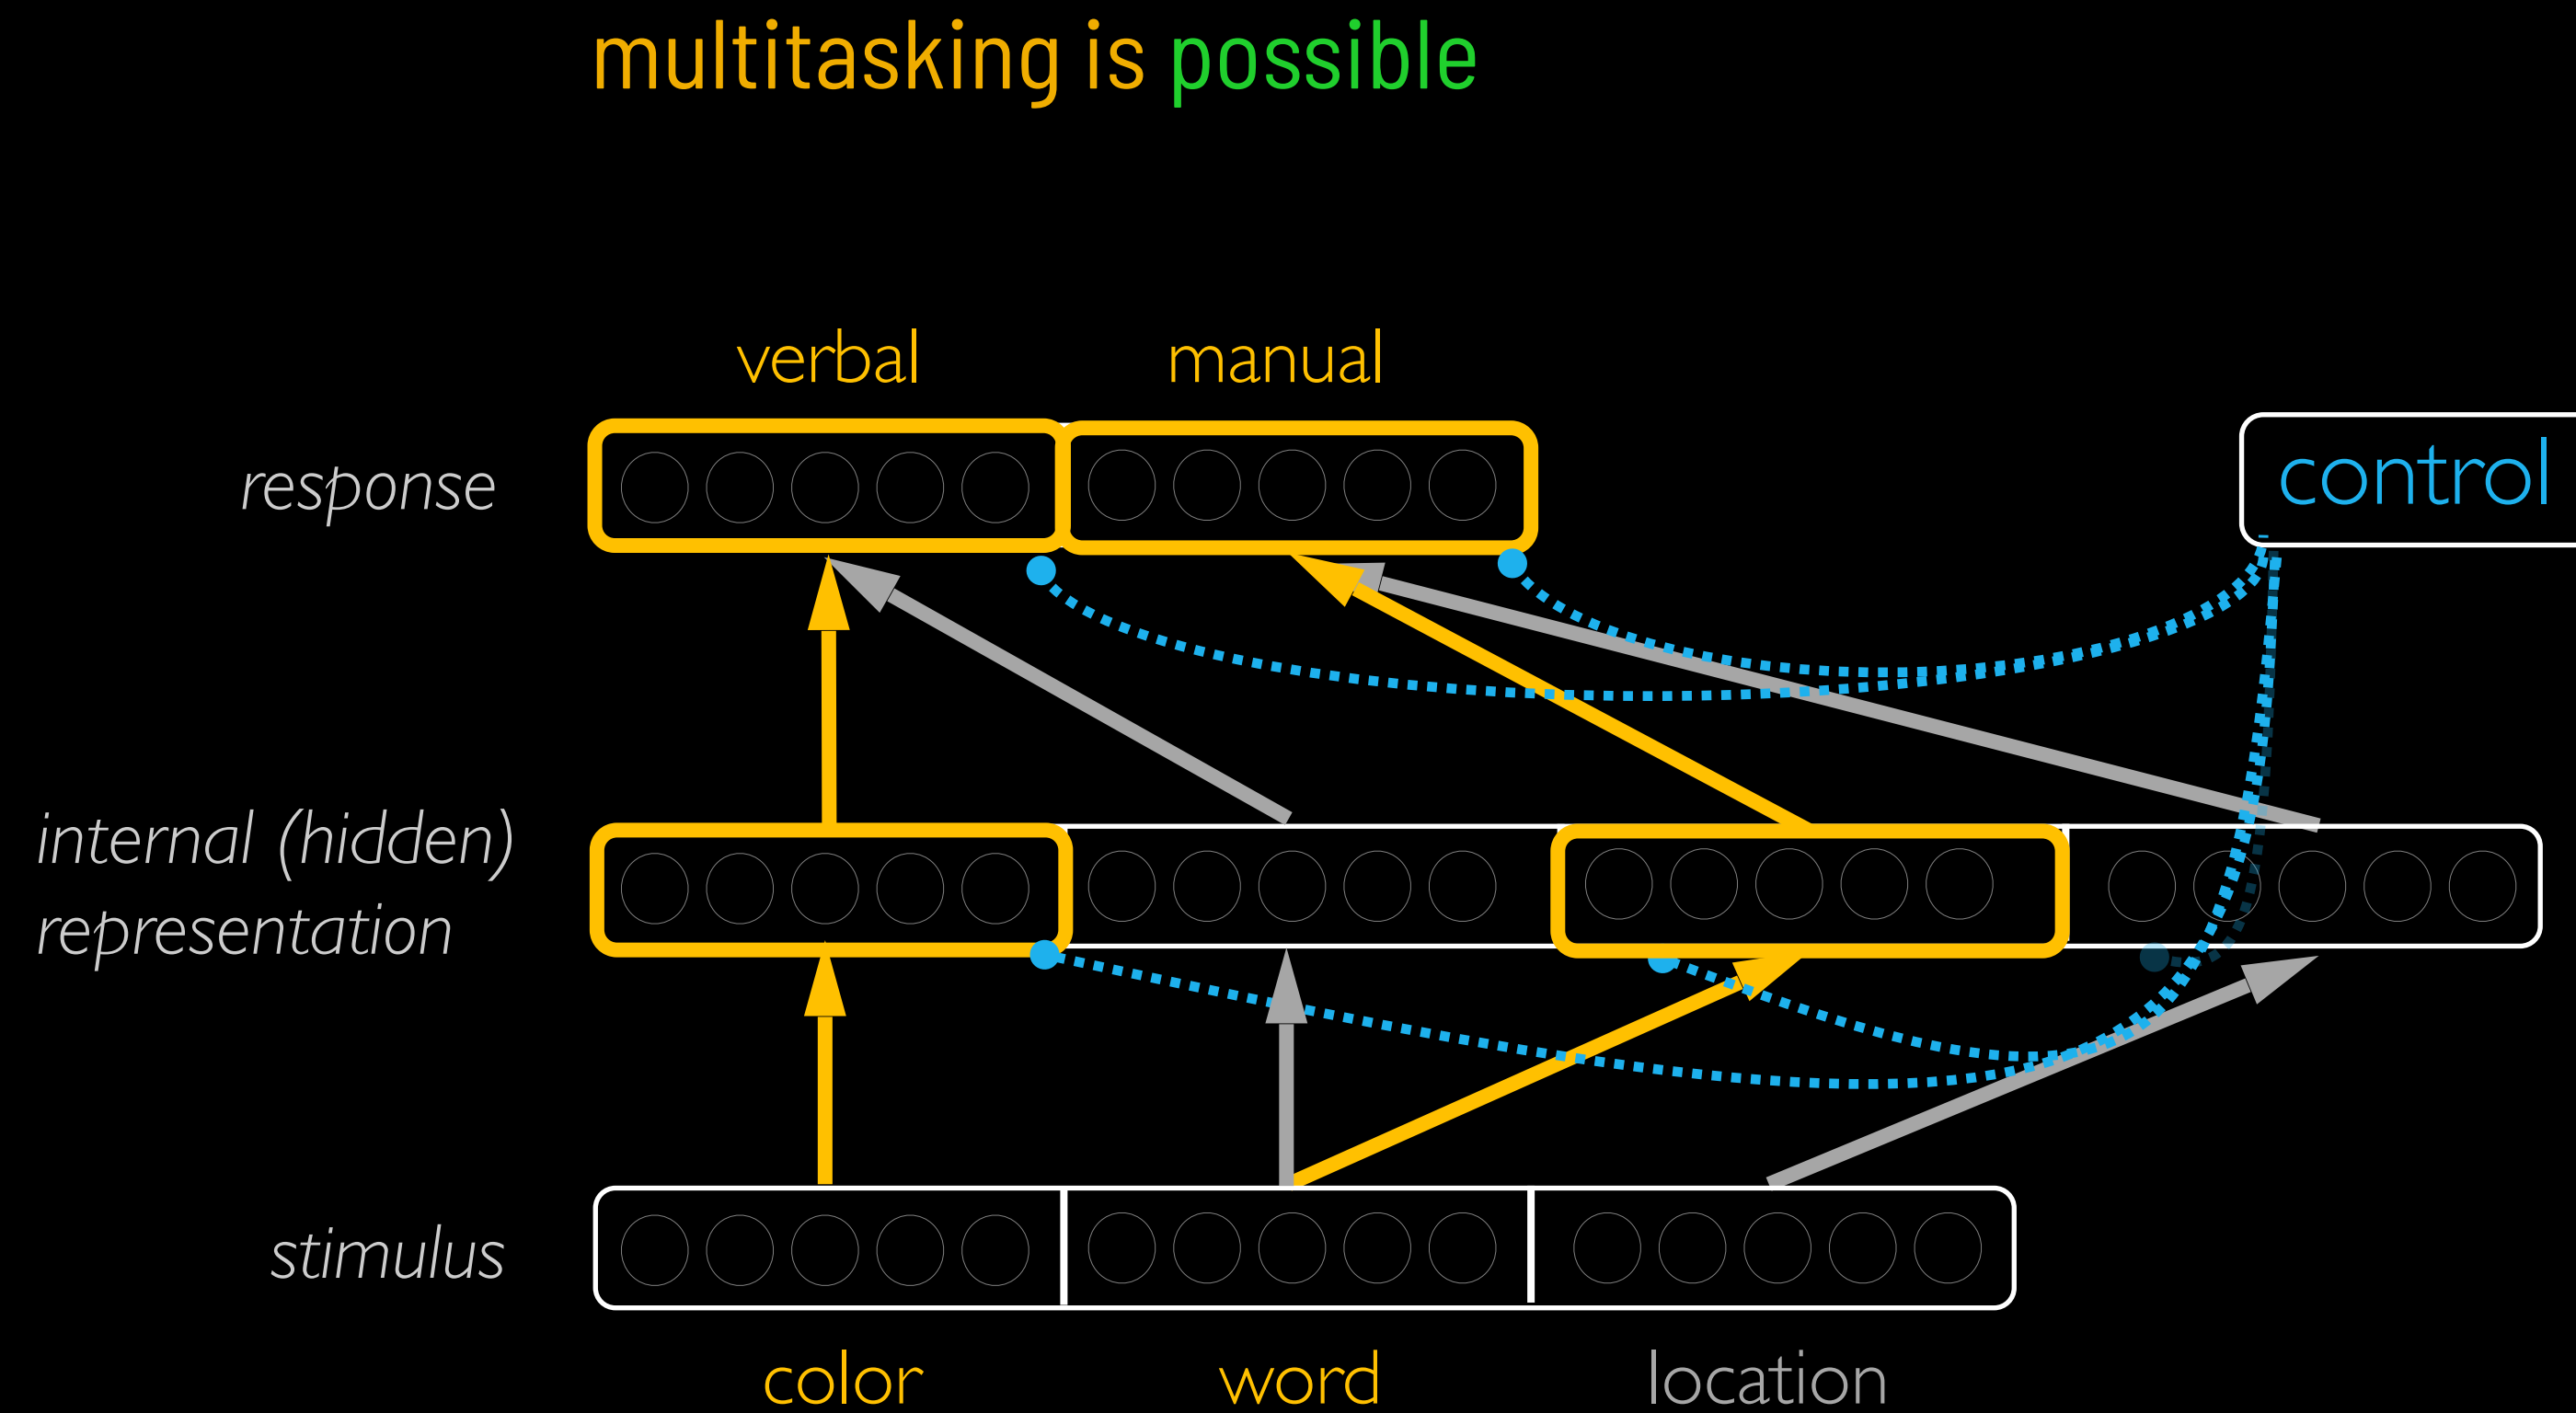 multitasking is possible
verbal manual
response
control
internal (hidden)
representation
stimulus
color word location